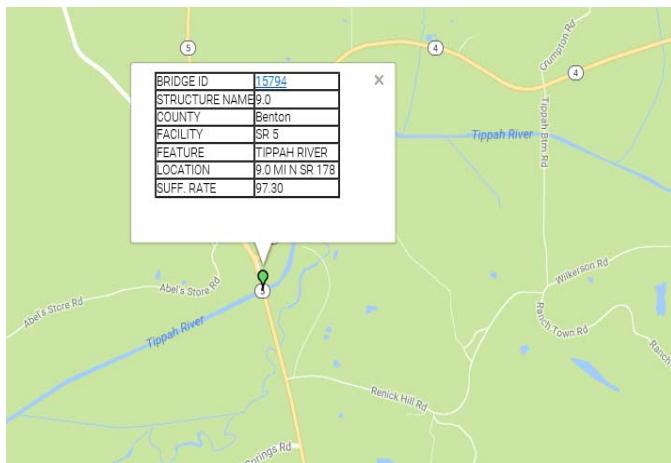 5
4
Crumpton Rd
4
BRIDGE ID 15794
STRUCTURE NAME 9.0
COUNTY Benton
FACILITY SR 5
FEATURE TIPPAH RIVER
LOCATION 9.0 MI N SR 178
SUFF. RATE 97.30
×
Tippah River
Tippah Btm Rd
Wilkerson Rd
Abel's Store Rd
5
Abel's Store Rd
Tippah River
Ranch Town Rd
Ranch
Renick Hill Rd
Springs Rd